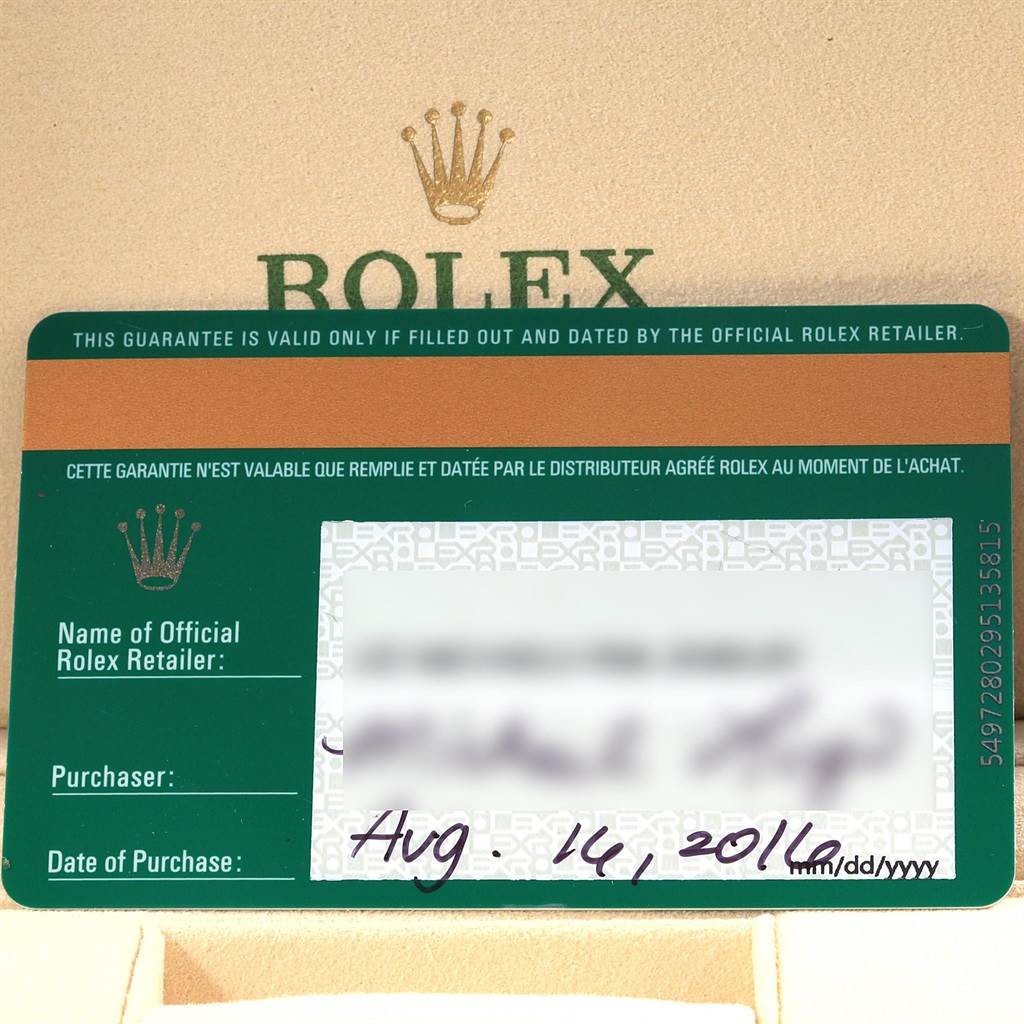 ROLEX
THIS GUARANTEE IS VALID ONLY IF FILLED OUT AND DATED BY THE OFFICIAL ROLEX RETAILER.
CETTE GARANTIE N'EST VALABLE QUE REMPLIE ET DATÉE PAR LE DISTRIBUTEUR AGRÉÉ ROLEX AU MOMENT DE L'ACHAT.
Name of Official
Rolex Retailer:
Purchaser:
Date of Purchase:
Aug. 16, 2016
mm/dd/yyyy
5497280295135815